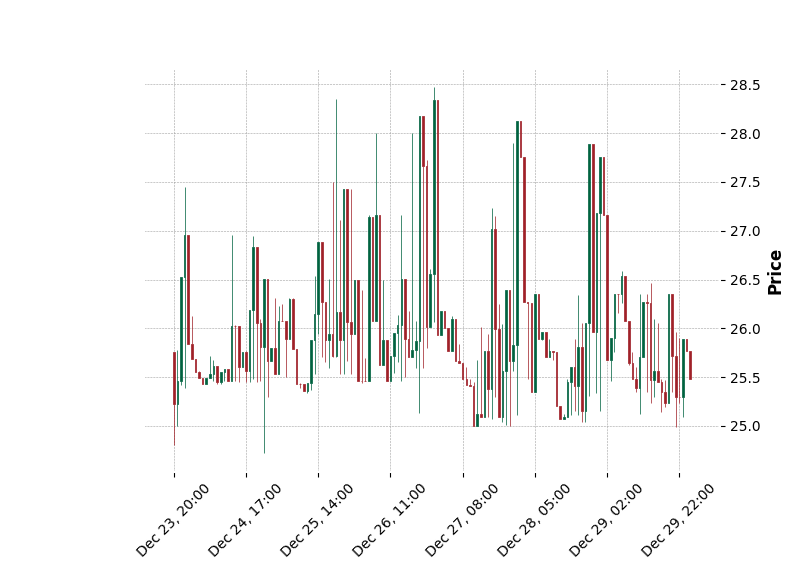 28.5
28.0
27.5
27.0
26.5
26.0
25.5
25.0
Price
Dec 23, 20:00
Dec 24, 17:00
Dec 25, 14:00
Dec 26, 11:00
Dec 27, 08:00
Dec 28, 05:00
Dec 29, 02:00
Dec 29, 22:00